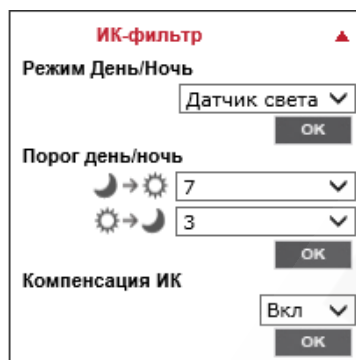 ИК-фильтр
Режим День/Ночь
Датчик света
OK
Порог день/ночь
7
3
OK
Компенсация ИК
Вкл
OK